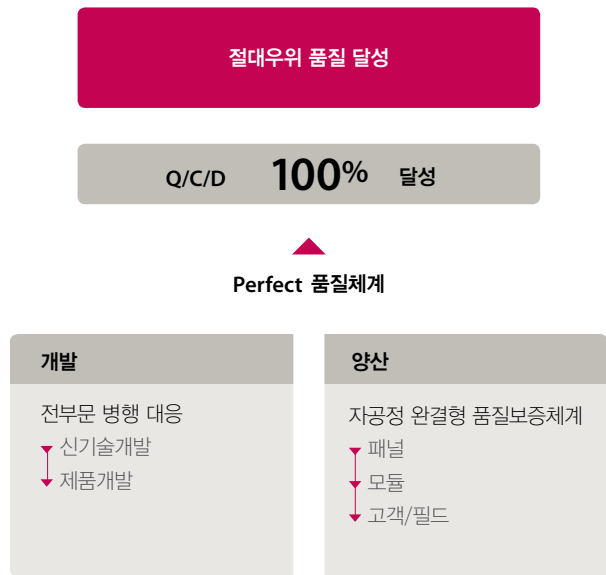 절대우위 품질 달성
Q/C/D 100% 달성
Perfect 품질체계
개발
전부문 병행 대응
신기술개발
제품개발
양산
자공정 완결형 품질보증체계
패널
모듈
고객/필드